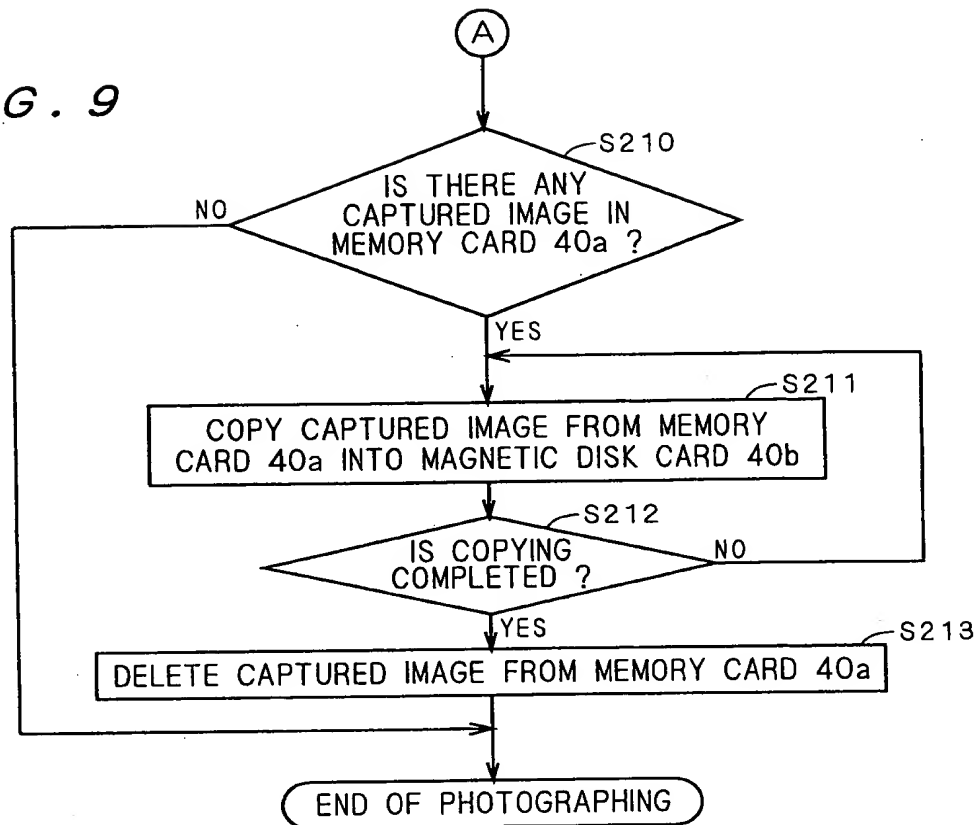 A
G. 9
S210
IS THERE ANY
CAPTURED IMAGE IN
MEMORY CARD 40a ?
NO
YES
S211
COPY CAPTURED IMAGE FROM MEMORY
CARD 40a INTO MAGNETIC DISK CARD 40b
S212
IS COPYING
COMPLETED ?
NO
YES
S213
DELETE CAPTURED IMAGE FROM MEMORY CARD 40a
END OF PHOTOGRAPHING